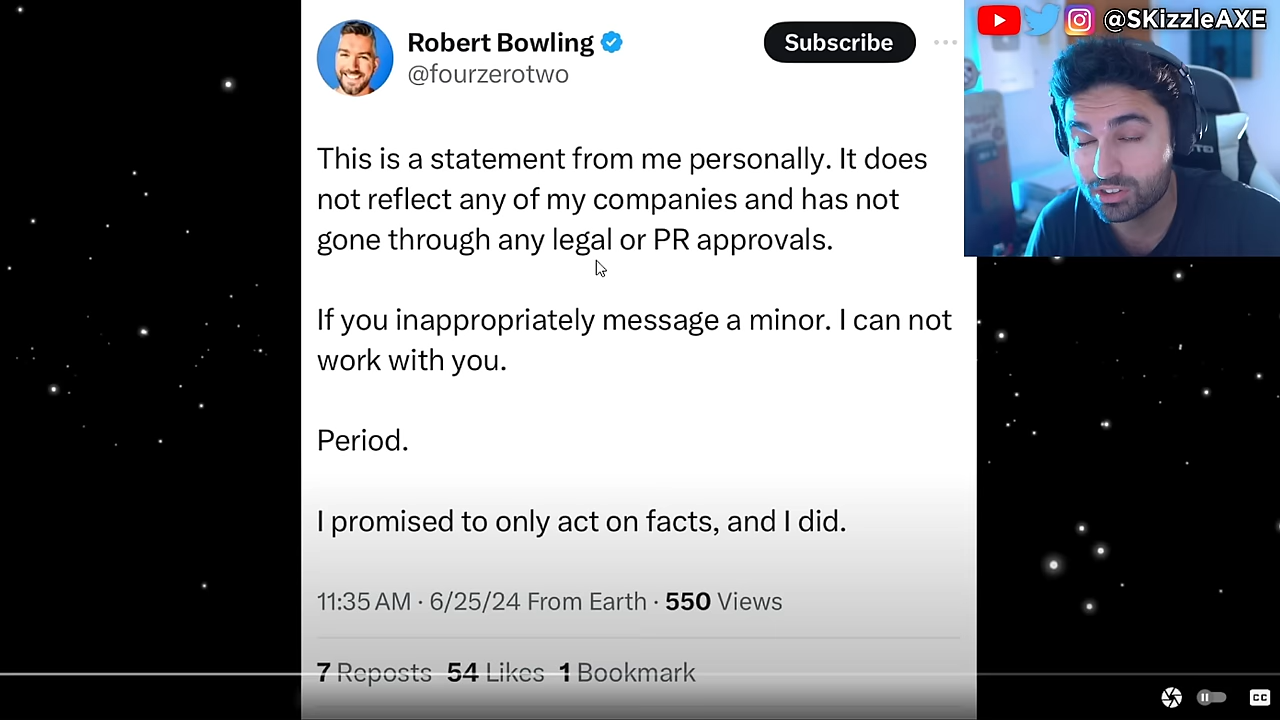 Robert Bowling
Subscribe
@SKizzleAXE
@fourzerotwo
This is a statement from me personally. It does
not reflect any of my companies and has not
gone through any legal or PR approvals.
If you inappropriately message a minor. I can not
work with you.
Period.
I promised to only act on facts, and I did.
11:35 AM · 6/25/24 From Earth · 550 Views
7 Reposts 54 Likes 1 Bookmark
CC